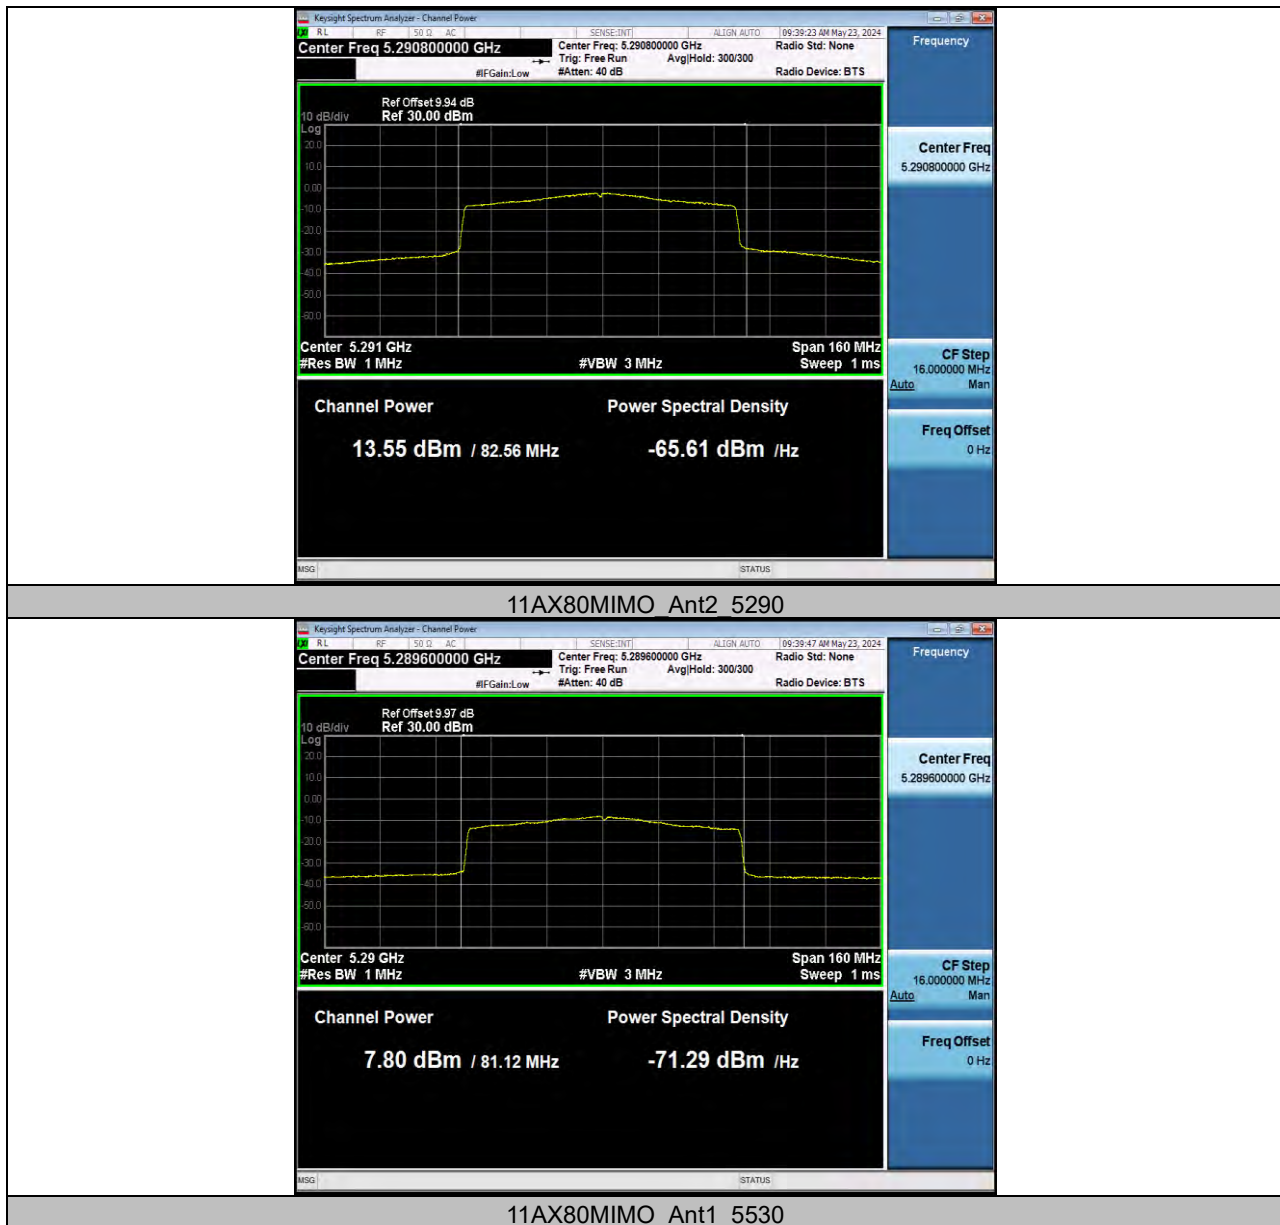 Keysight Spectrum Analyzer - Channel Power
RL RF 50 Ω AC SENSE:INT ALIGN AUTO 09:39:23 AM May 23, 2024
Center Freq 5.290800000 GHz
Center Freq: 5.290800000 GHz
Radio Std: None
Trig: Free Run Avg|Hold: 300/300
#IFGain:Low
#Atten: 40 dB
Radio Device: BTS
Frequency
Ref Offset 9.94 dB
10 dB/div Ref 30.00 dBm
Log
20.0
10.0
0.00
-10.0
-20.0
-30.0
-40.0
-50.0
-60.0
Center Freq
5.290800000 GHz
Center 5.291 GHz Span 160 MHz
#Res BW 1 MHz #VBW 3 MHz Sweep 1 ms
CF Step
16.000000 MHz
Auto Man
Channel Power Power Spectral Density
13.55 dBm / 82.56 MHz -65.61 dBm /Hz
Freq Offset
0 Hz
MSG STATUS
11AX80MIMO_Ant2_5290
Keysight Spectrum Analyzer - Channel Power
RL RF 50 Ω AC SENSE:INT ALIGN AUTO 09:39:47 AM May 23, 2024
Center Freq 5.289600000 GHz
Center Freq: 5.289600000 GHz
Radio Std: None
Trig: Free Run Avg|Hold: 300/300
#IFGain:Low
#Atten: 40 dB
Radio Device: BTS
Frequency
Ref Offset 9.97 dB
10 dB/div Ref 30.00 dBm
Log
20.0
10.0
0.00
-10.0
-20.0
-30.0
-40.0
-50.0
-60.0
Center Freq
5.289600000 GHz
Center 5.29 GHz Span 160 MHz
#Res BW 1 MHz #VBW 3 MHz Sweep 1 ms
CF Step
16.000000 MHz
Auto Man
Channel Power Power Spectral Density
7.80 dBm / 81.12 MHz -71.29 dBm /Hz
Freq Offset
0 Hz
MSG STATUS
11AX80MIMO_Ant1_5530